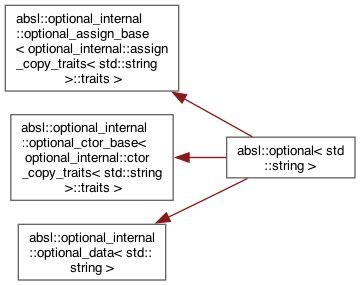 absl::optional_internal
::optional_assign_base
< optional_internal::assign
_copy_traits< std::string
>::traits >
absl::optional_internal
::optional_ctor_base<
optional_internal::ctor
_copy_traits< std::string
>::traits >
absl::optional< std
::string >
absl::optional_internal
::optional_data< std::
string >